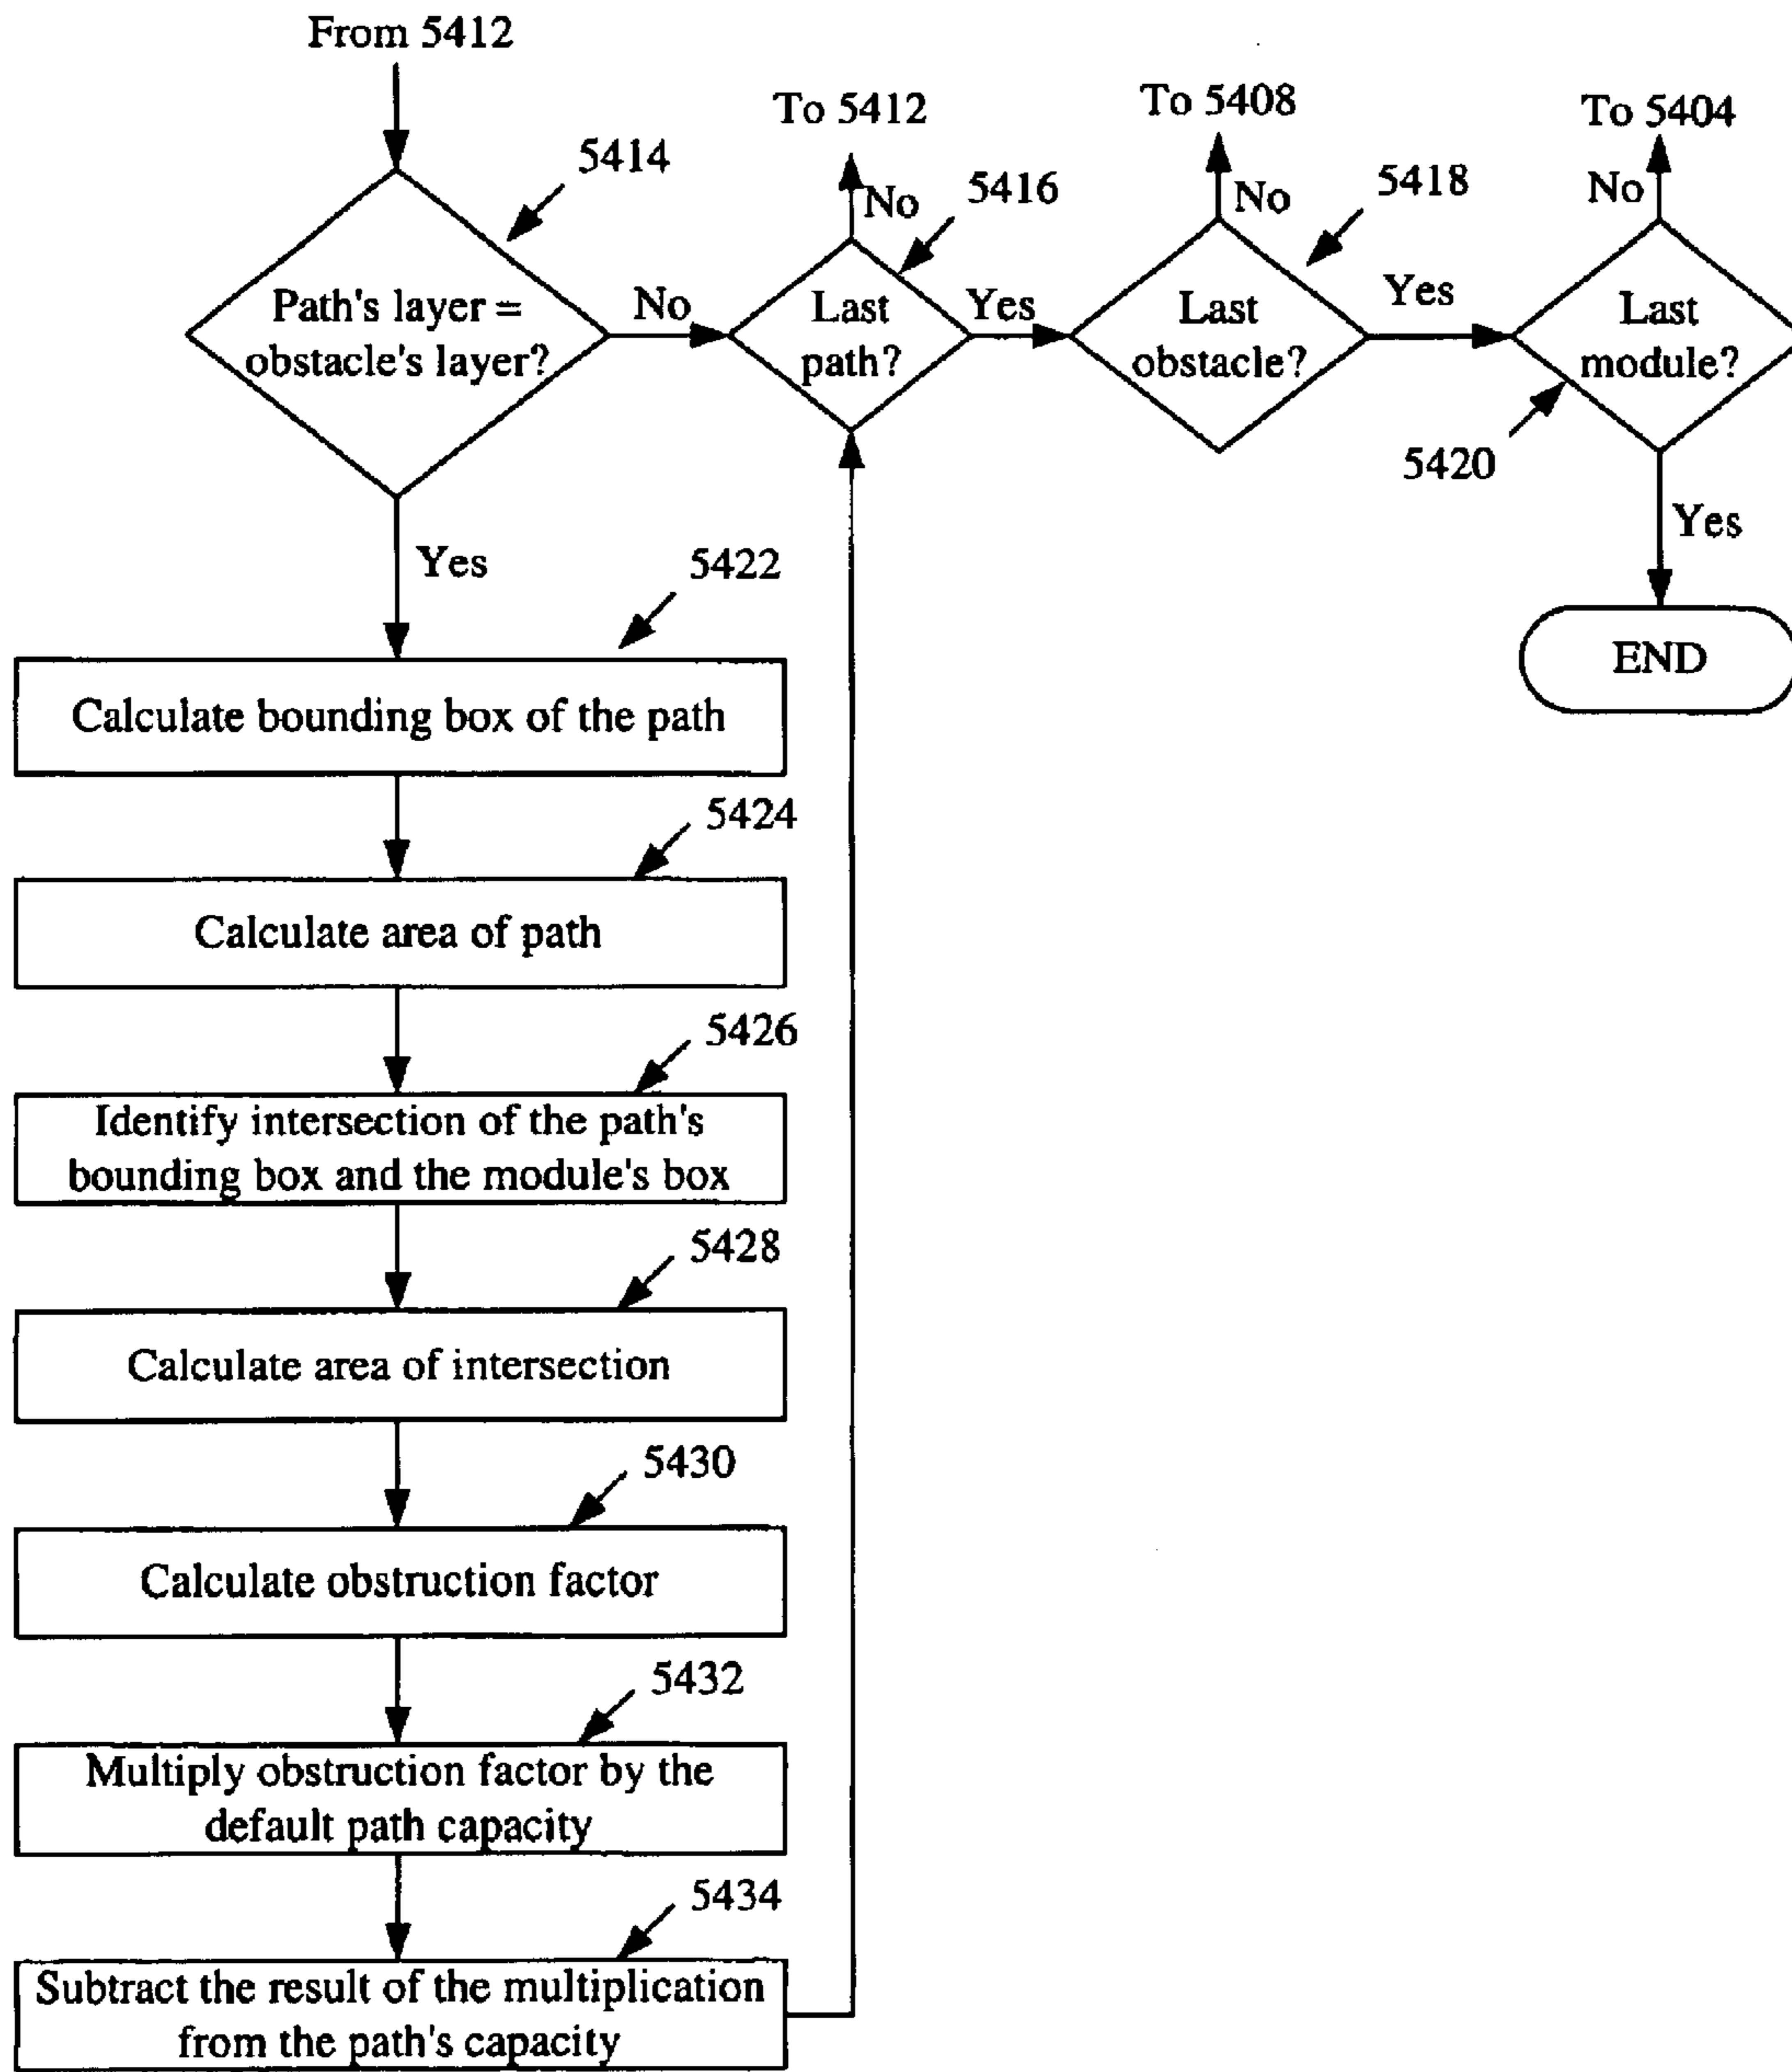 From 5412
To 5412
To 5408
To 5404
5414
No
5416
No
5418
No
Path's layer =
obstacle's layer?
No
Last
path?
Yes
Last
obstacle?
Yes
Last
module?
5420
Yes
END
Yes
5422
Calculate bounding box of the path
5424
Calculate area of path
5426
Identify intersection of the path's
bounding box and the module's box
5428
Calculate area of intersection
5430
Calculate obstruction factor
5432
Multiply obstruction factor by the
default path capacity
5434
Subtract the result of the multiplication
from the path's capacity